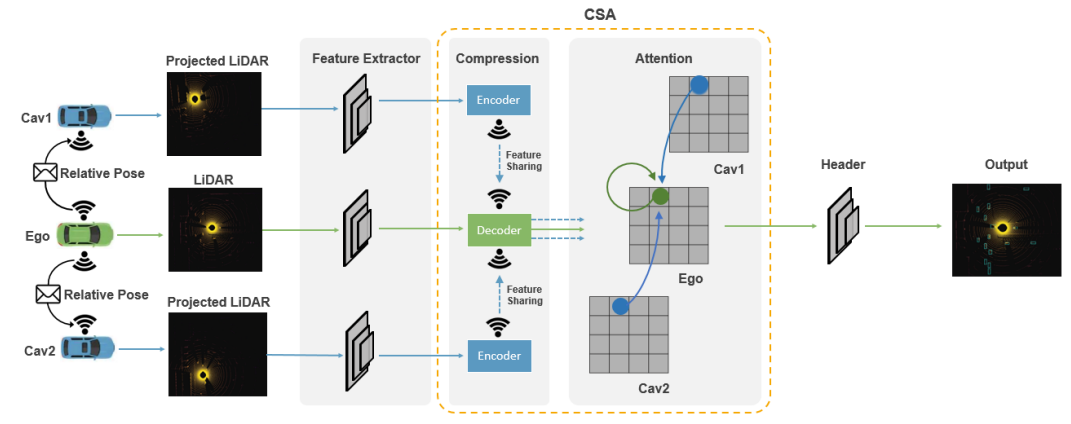 CSA
Projected LiDAR
Feature Extractor
Compression
Attention
Cav1
Encoder
Feature
Sharing
Cav1
Relative Pose
LiDAR
Header
Output
Ego
Decoder
Ego
Relative Pose
Feature
Sharing
Projected LiDAR
Cav2
Encoder
Cav2